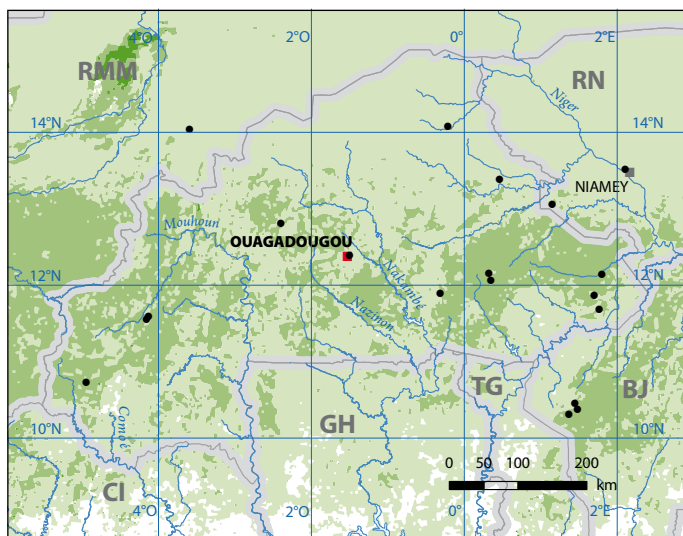 4°O 2°O 0° 2°E
RMM RN
Niger
14°N 14°N
NIAMEY
Mouhoun
OUAGADOUGOU
Nakambé
12°N 12°N
Nazinon
TG
BJ
Comoé
GH
10°N 10°N
0 50 100 200
km
CI
4°O 2°O 0° 2°E